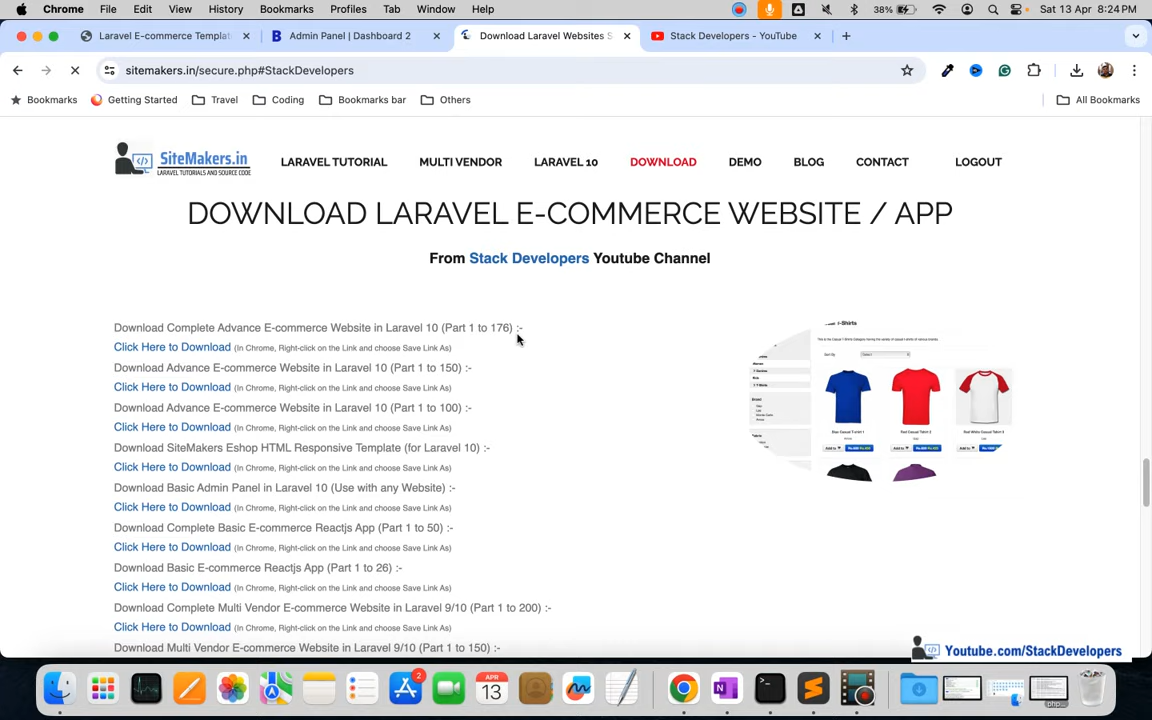 Chrome File Edit View History Bookmarks Profiles Tab Window Help 38% Sat 13 Apr 8:24 PM
Laravel E-commerce Templat Admin Panel | Dashboard 2 Download Laravel Websites S Stack Developers - YouTube
sitemakers.in/secure.php#StackDevelopers
Bookmarks Getting Started Travel Coding Bookmarks bar Others All Bookmarks
SiteMakers.in
LARAVEL TUTORIALS AND SOURCE CODE
LARAVEL TUTORIAL MULTI VENDOR LARAVEL 10 DOWNLOAD DEMO BLOG CONTACT LOGOUT
DOWNLOAD LARAVEL E-COMMERCE WEBSITE / APP
From Stack Developers Youtube Channel
Download Complete Advance E-commerce Website in Laravel 10 (Part 1 to 176) :-
Click Here to Download (In Chrome, Right-click on the Link and choose Save Link As)
Download Advance E-commerce Website in Laravel 10 (Part 1 to 150) :-
Click Here to Download (In Chrome, Right-click on the Link and choose Save Link As)
Download Advance E-commerce Website in Laravel 10 (Part 1 to 100) :-
Click Here to Download (In Chrome, Right-click on the Link and choose Save Link As)
Download SiteMakers Eshop HTML Responsive Template (for Laravel 10) :-
Click Here to Download (In Chrome, Right-click on the Link and choose Save Link As)
Download Basic Admin Panel in Laravel 10 (Use with any Website) :-
Click Here to Download (In Chrome, Right-click on the Link and choose Save Link As)
Download Complete Basic E-commerce Reactjs App (Part 1 to 50) :-
Click Here to Download (In Chrome, Right-click on the Link and choose Save Link As)
Download Basic E-commerce Reactjs App (Part 1 to 26) :-
Click Here to Download (In Chrome, Right-click on the Link and choose Save Link As)
Download Complete Multi Vendor E-commerce Website in Laravel 9/10 (Part 1 to 200) :-
Click Here to Download (In Chrome, Right-click on the Link and choose Save Link As)
Download Multi Vendor E-commerce Website in Laravel 9/10 (Part 1 to 150) :-
Youtube.com/StackDevelopers
2
APR
13